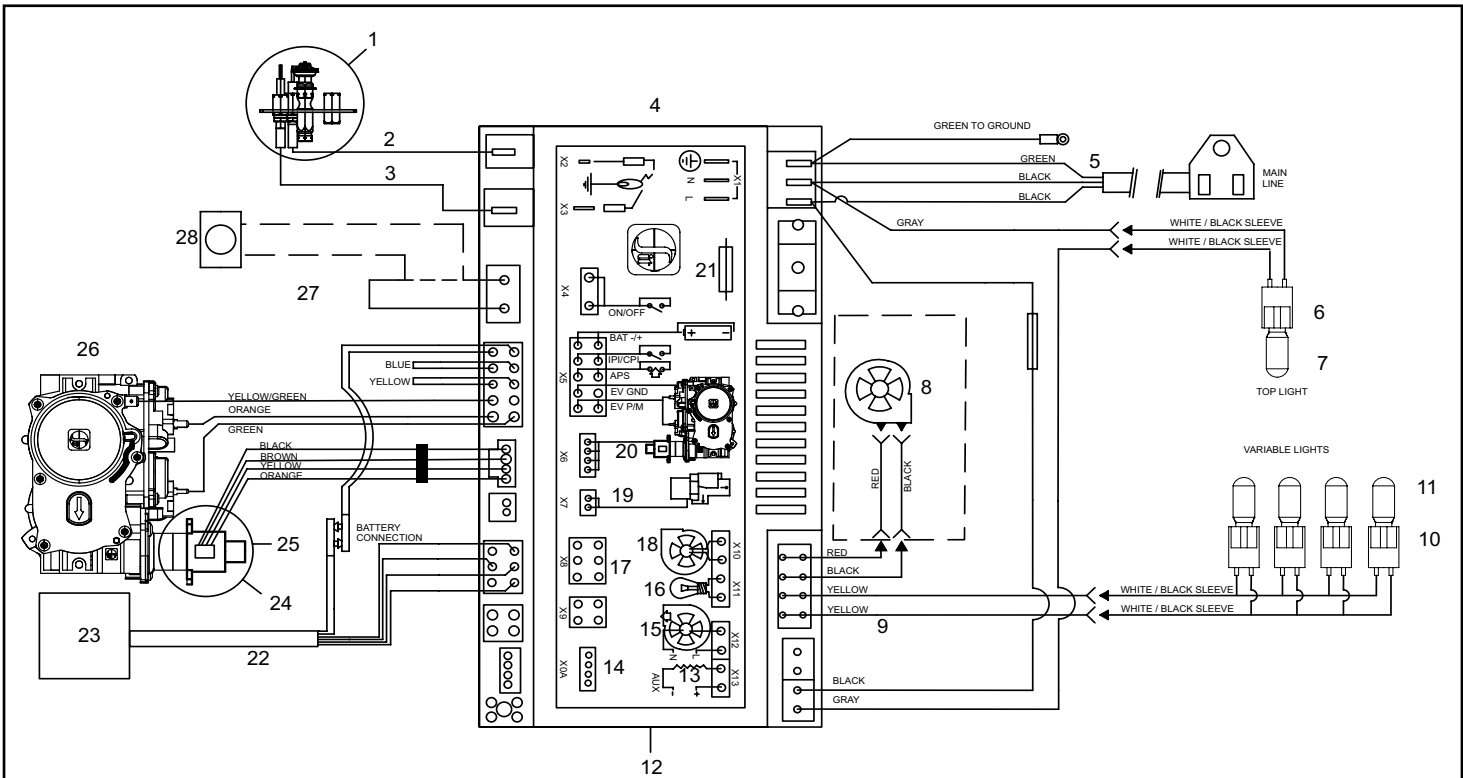 1
2
3
4
GREEN TO GROUND
GREEN
5
BLACK
BLACK
MAIN LINE
GRAY
WHITE / BLACK SLEEVE
WHITE / BLACK SLEEVE
6
7
TOP LIGHT
28
27
X2
X3
N
L
X1
21
X4
ON/OFF
BAT -/+
IPI/CPI
APS
EV GND
EV P/M
X5
+ -
8
RED
BLACK
26
BLUE
YELLOW
YELLOW/GREEN
ORANGE
GREEN
BLACK
BROWN
YELLOW
ORANGE
X6
20
X7
19
VARIABLE LIGHTS
11
10
25
24
BATTERY CONNECTION
X8
17
18
X10
16
X11
X9
15
N
L
X12
13
X13
AUX
- +
X0A
14
RED
BLACK
YELLOW
YELLOW
9
WHITE / BLACK SLEEVE
WHITE / BLACK SLEEVE
BLACK
GRAY
23
22
12